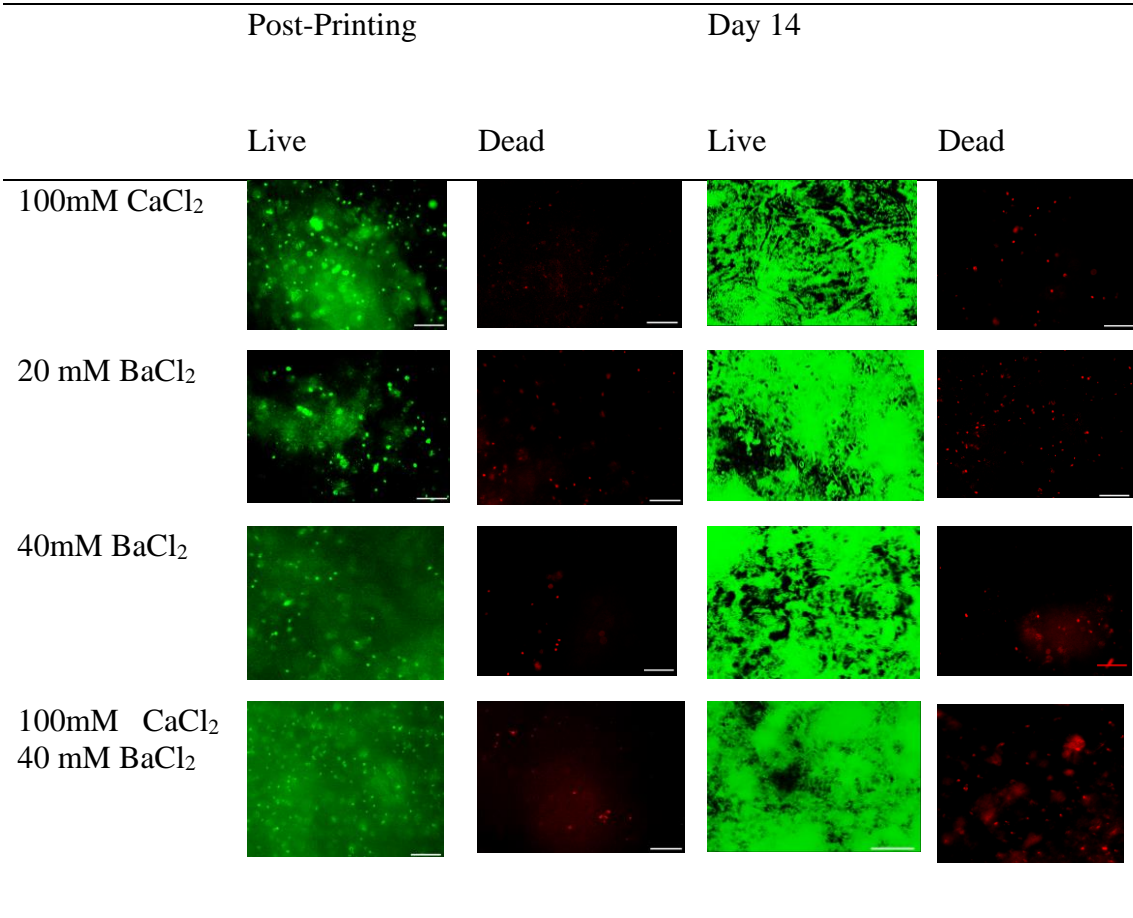 Post-Printing Day 14
Live Dead Live Dead
100mM CaCl₂
20 mM BaCl₂
40mM BaCl₂
100mM CaCl₂
40 mM BaCl₂